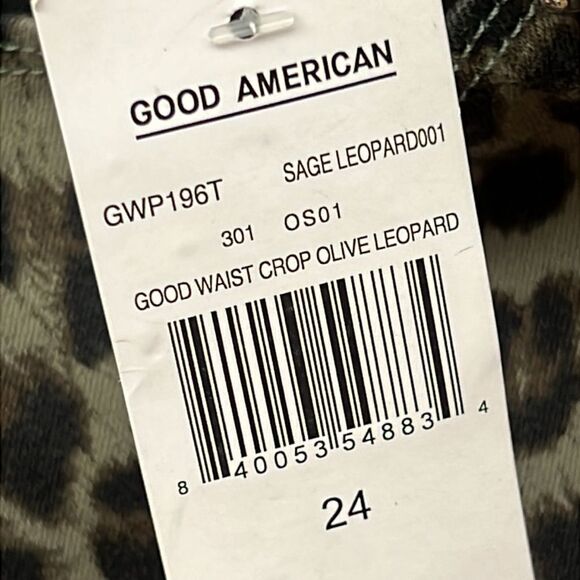 GOOD AMERICAN
GWP196T SAGE LEOPARD001
301 OS01
GOOD WAIST CROP OLIVE LEOPARD
8 40053 54883 4
24